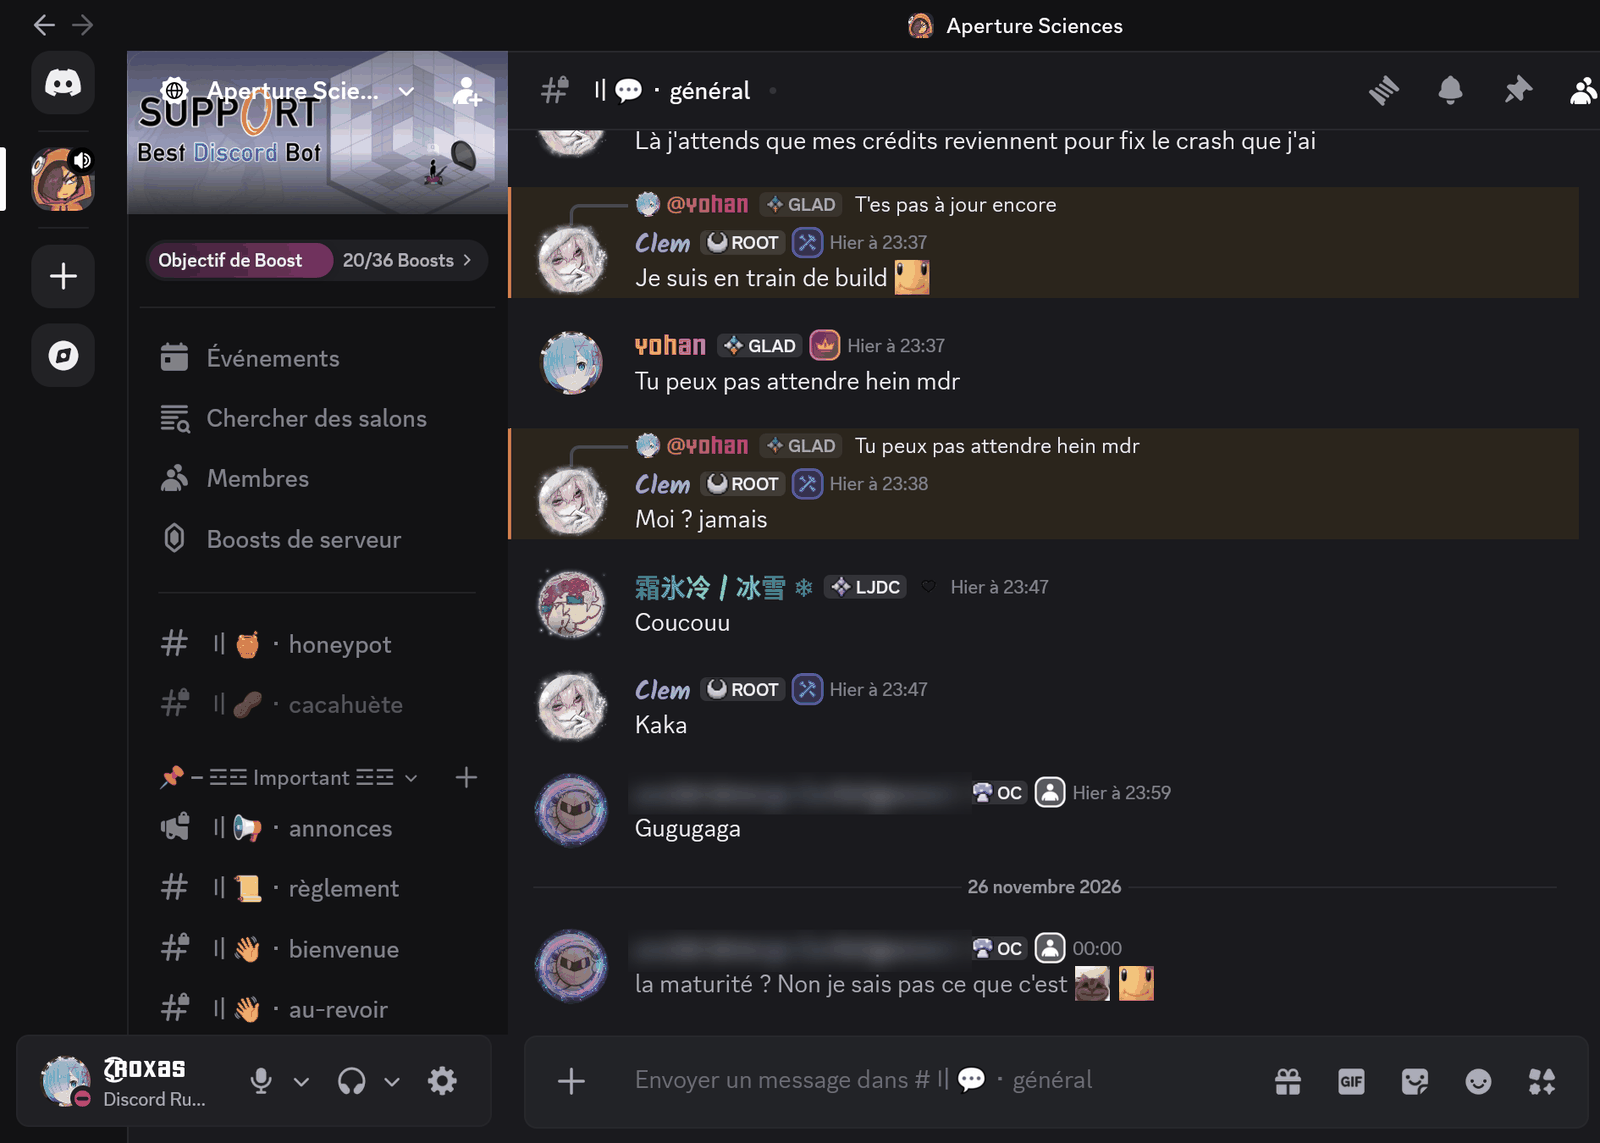 Aperture Sciences
Aperture Scie...
SUPPORT
Best Discord Bot
Objectif de Boost
20/36 Boosts
Événements
Chercher des salons
Membres
Boosts de serveur
honeypot
cacahuète
Important
annonces
règlement
bienvenue
au-revoir
Roxas
Discord Ru...
général
Là j'attends que mes crédits reviennent pour fix le crash que j'ai
@yohan GLAD T'es pas à jour encore
Clem ROOT Hier à 23:37
Je suis en train de build
yohan GLAD Hier à 23:37
Tu peux pas attendre hein mdr
@yohan GLAD Tu peux pas attendre hein mdr
Clem ROOT Hier à 23:38
Moi ? jamais
霜氷冷 / 冰雪 ❄ LJDC Hier à 23:47
Coucouu
Clem ROOT Hier à 23:47
Kaka
OC Hier à 23:59
Gugugaga
26 novembre 2026
OC 00:00
la maturité ? Non je sais pas ce que c'est
Envoyer un message dans # général
GIF